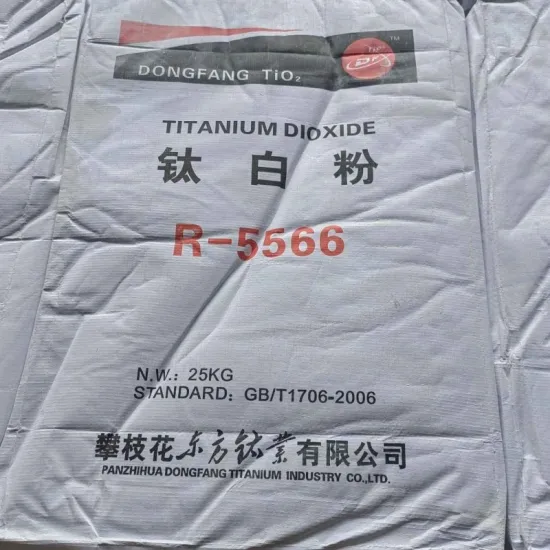 DONGFANG TiO₂
TM
TITANIUM DIOXIDE
钛白粉
R-5566
N.W.: 25KG
STANDARD: GB/T1706-2006
攀枝花东方钛业有限公司
PANZHIHUA DONGFANG TITANIUM INDUSTRY CO.,LTD.